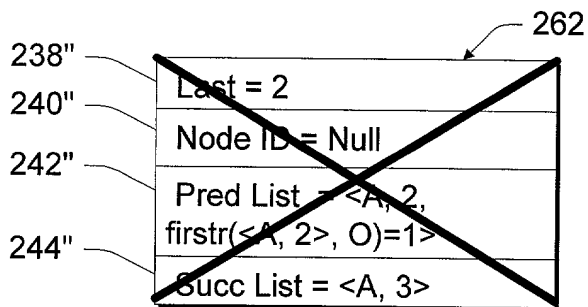 262
238"
Last = 2
240"
Node ID = Null
242"
Pred List = <A, 2,
firstr(<A, 2>, O)=1>
244"
Succ List = <A, 3>